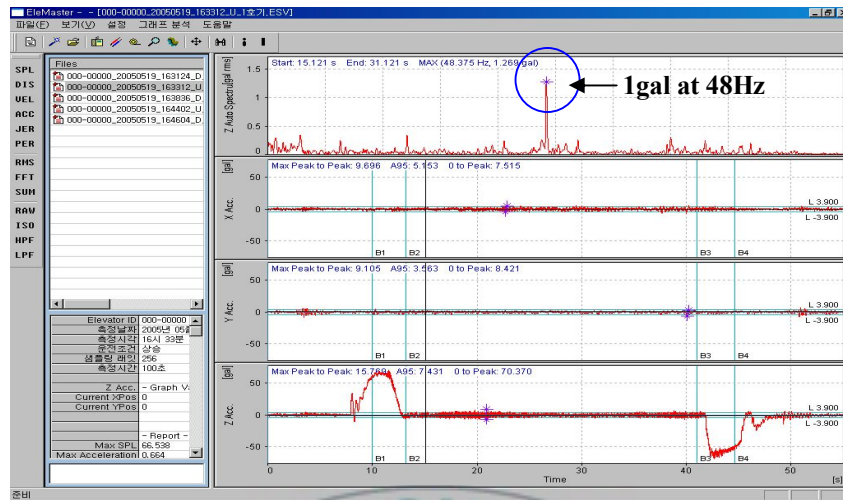 EleMaster - - [000-00000_20050519_163312_U_1호기.ESV]
파일(F) 보기(V) 설정 그래프 분석 도움말
SPL
DIS
VEL
ACC
JER
PER
RMS
FFT
SUM
RAW
ISO
HPF
LPF
Files
000-00000_20050519_163124_D
000-00000_20050519_163312_U
000-00000_20050519_163836_D
000-00000_20050519_164402_U
000-00000_20050519_164604_D
Elevator ID 000-00000
측정날짜 2005년 05
측정시각 16시 33분
운전조건 상승
샘플링 래잇 256
측정시간 100초
Z Acc. - Graph V
Current XPos 0
Current YPos 0
- Report -
Max SPL 66.538
Max Acceleration 0.664
준비
Z Auto Spectru[gal rms]
Start: 15.121 s End: 31.121 s MAX (48.375 Hz, 1.269 gal)
1.5
1
0.5
0
1gal at 48Hz
[gal]
X Acc.
Max Peak to Peak: 9.696 A95: 5.153 0 to Peak: 7.515
50
0
-50
L 3.900
L -3.900
B1 B2 B3 B4
[gal]
Y Acc.
Max Peak to Peak: 9.105 A95: 3.563 0 to Peak: 8.421
50
0
-50
L 3.900
L -3.900
B1 B2 B3 B4
[gal]
Z Acc.
Max Peak to Peak: 15.769 A95: 7.431 0 to Peak: 70.370
50
0
-50
L 3.900
L -3.900
B1 B2 B3 B4
0 10 20 30 40 50
Time [s]